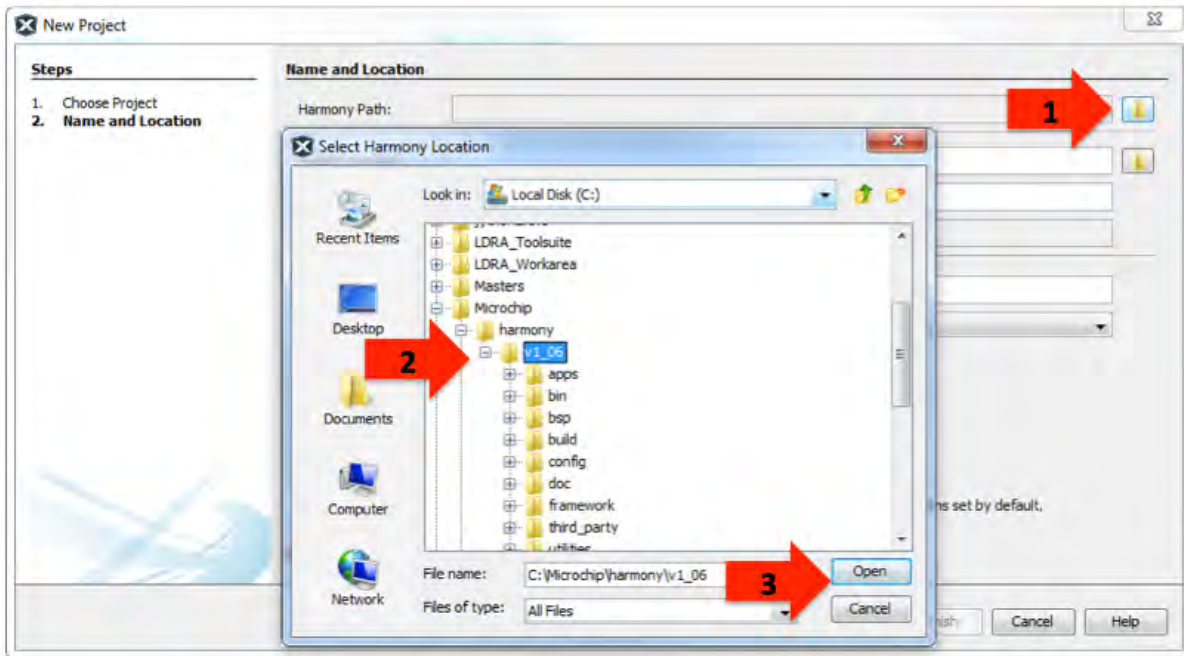 New Project
Steps
1. Choose Project
2. Name and Location
Name and Location
Harmony Path:
1
Select Harmony Location
Look in: Local Disk (C:)
Recent Items
Desktop
Documents
Computer
Network
LDRA_Toolsuite
LDRA_Workarea
Masters
Microchip
harmony
2
v1_06
apps
bin
bsp
build
config
doc
framework
third_party
utilities
File name: C:\Microchip\harmony\v1_06
3
Open
Files of type: All Files
Cancel
set by default,
Cancel
Help